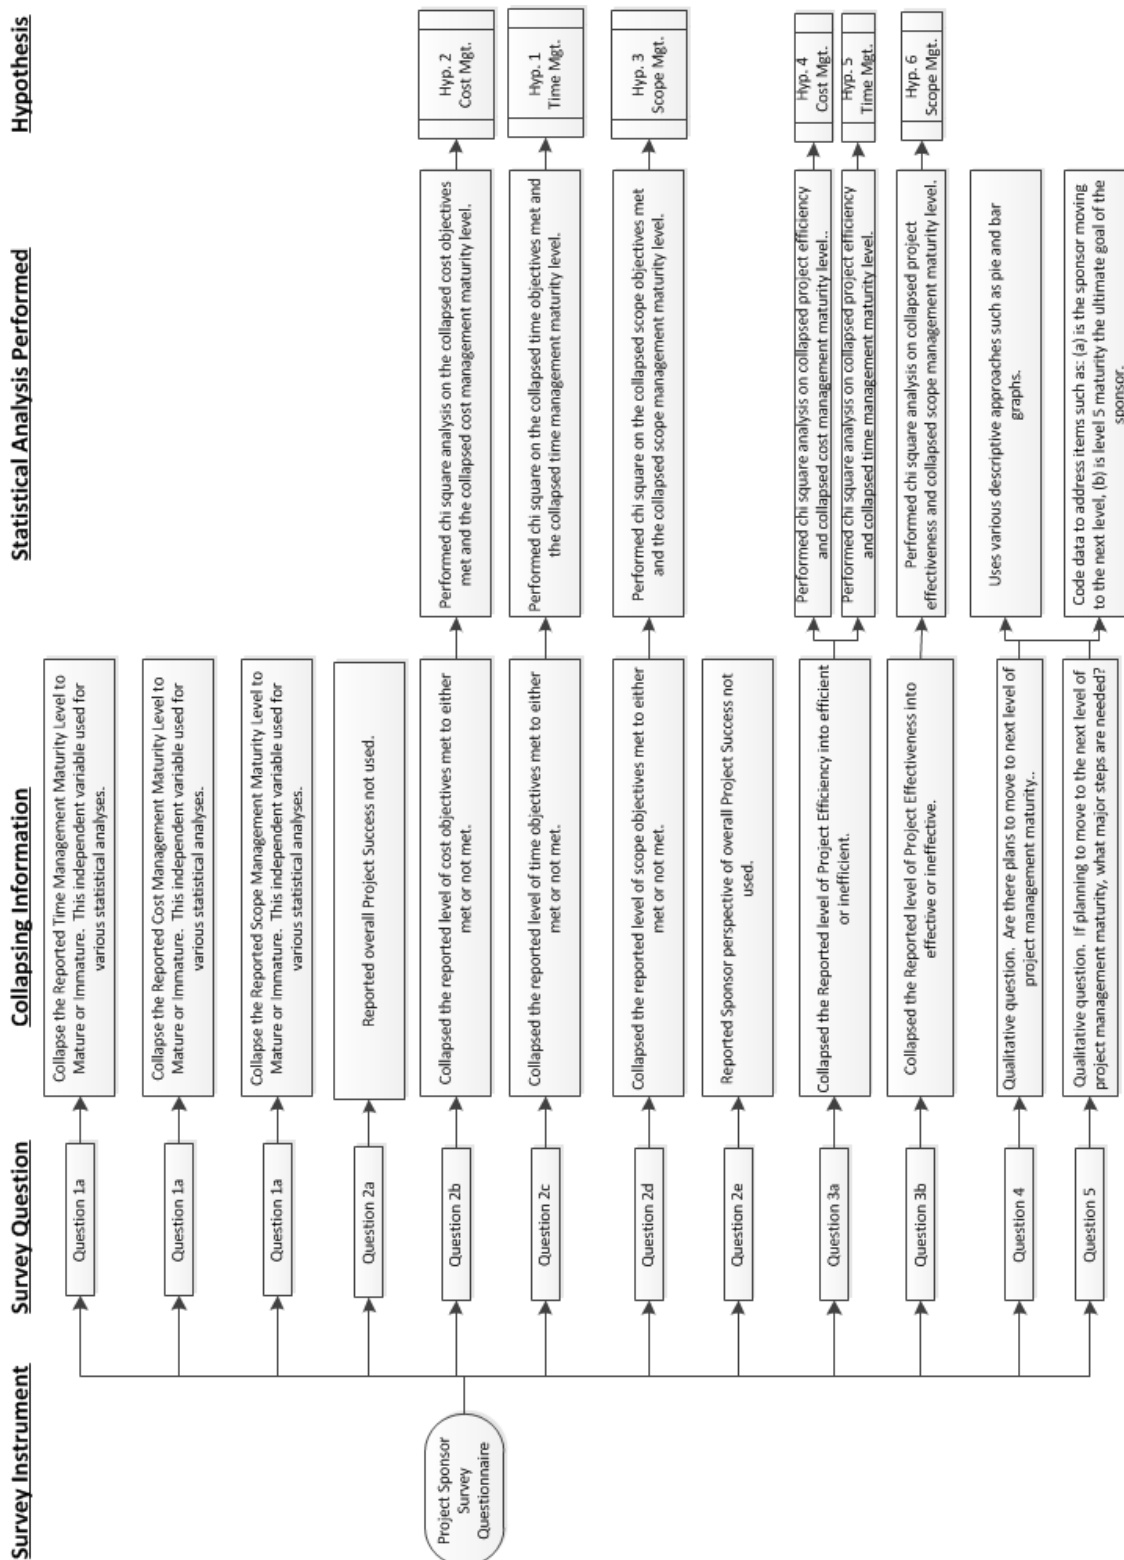 Survey Instrument
Survey Question
Collapsing Information
Statistical Analysis Performed
Hypothesis
Project Sponsor
Survey
Questionnaire
Question 1a
Collapse the Reported Time Management Maturity Level to
Mature or Immature.  This independent variable used for
various statistical analyses.
Question 1a
Collapse the Reported Cost Management Maturity Level to
Mature or Immature.  This independent variable used for
various statistical analyses.
Question 1a
Collapse the Reported Scope Management Maturity Level to
Mature or Immature.  This independent variable used for
various statistical analyses.
Question 2a
Reported overall Project Success not used.
Question 2b
Collapsed the reported level of cost objectives met to either
met or not met.
Performed chi square analysis on the collapsed cost objectives
met and the collapsed cost management maturity level.
Hyp. 2
Cost Mgt.
Question 2c
Collapsed the reported level of time objectives met to either
met or not met.
Performed chi square on the collapsed time objectives met and
the collapsed time management maturity level.
Hyp. 1
Time Mgt.
Question 2d
Collapsed the reported level of scope objectives met to either
met or not met.
Performed chi square on the collapsed scope objectives met
and the collapsed scope management maturity level.
Hyp. 3
Scope Mgt.
Question 2e
Reported Sponsor perspective of overall Project Success not
used.
Question 3a
Collapsed the Reported level of Project Efficiency into efficient
or inefficient.
Performed chi square analysis on collapsed project efficiency
and collapsed cost management maturity level..
Hyp. 4
Cost Mgt.
Performed chi square analysis on collapsed project efficiency
and collapsed time management maturity level.
Hyp. 5
Time Mgt.
Question 3b
Collapsed the Reported level of Project Effectiveness into
effective or ineffective.
Performed chi square analysis on collapsed project
effectiveness and collapsed scope management maturity level.
Hyp. 6
Scope Mgt.
Question 4
Qualitative question.  Are there plans to move to next level of
project management maturity..
Uses various descriptive approaches such as pie and bar
graphs.
Question 5
Qualitative question.  If planning to move to the next level of
project management maturity, what major steps are needed?
Code data to address items such as: (a) is the sponsor moving
to the next level, (b) is level 5 maturity the ultimate goal of the
sponsor.